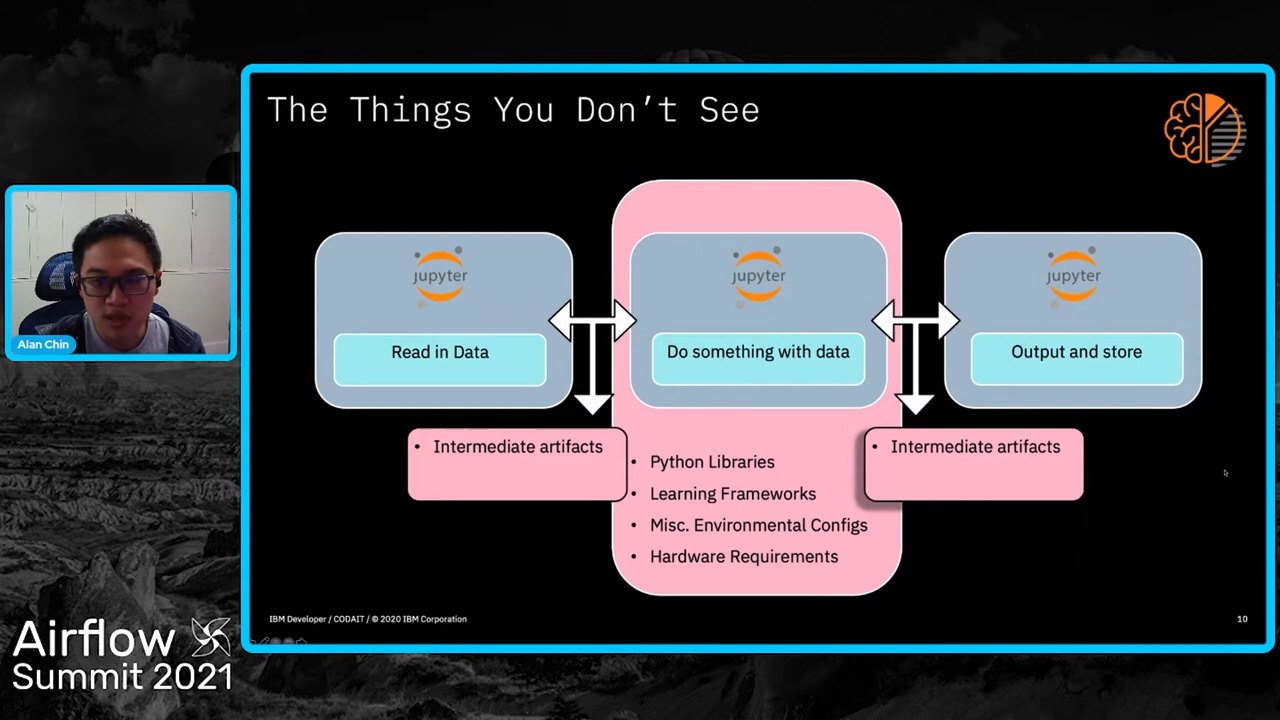 The Things You Don't See
jupyter
jupyter
jupyter
Read in Data
Do something with data
Output and store
Alan Chin
• Intermediate artifacts
• Intermediate artifacts
• Python Libraries
• Learning Frameworks
• Misc. Environmental Configs
• Hardware Requirements
IBM Developer / CODAIT / © 2020 IBM Corporation
10
Airflow
Summit 2021